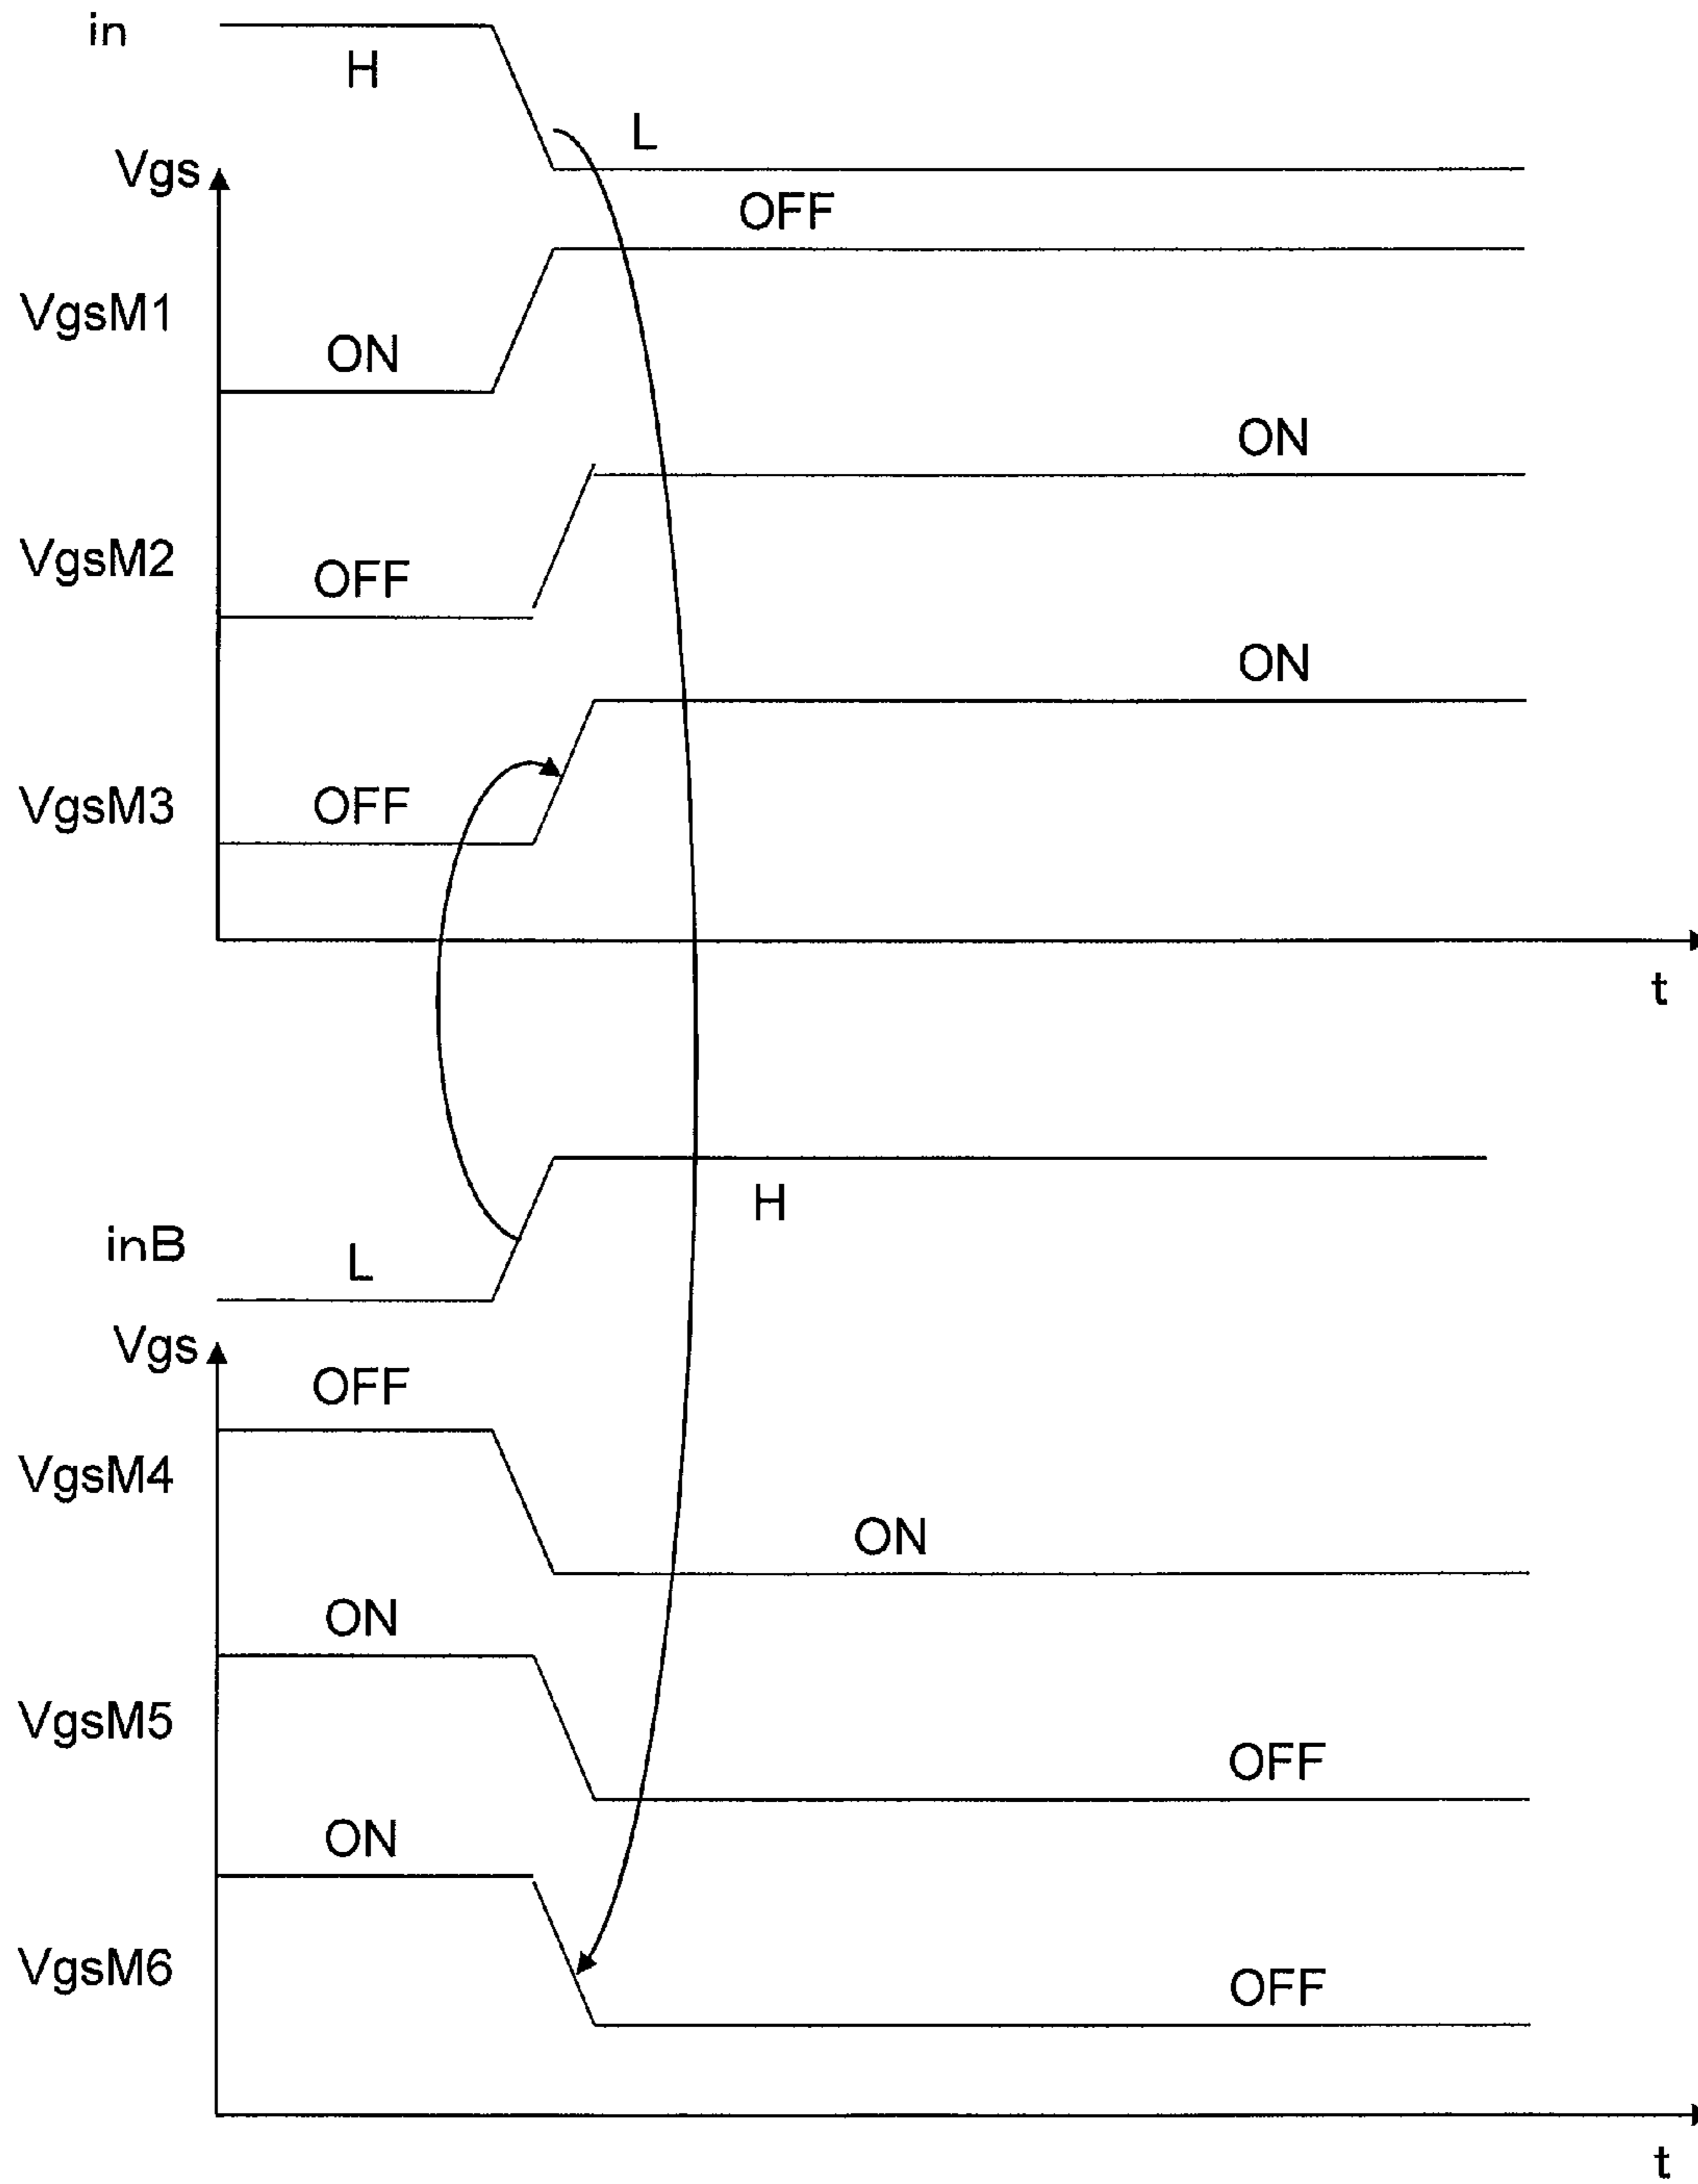 in
H
L
Vgs
OFF
VgsM1
ON
ON
VgsM2
OFF
ON
VgsM3
OFF
t
H
inB
L
Vgs
OFF
VgsM4
ON
ON
VgsM5
OFF
ON
VgsM6
OFF
t